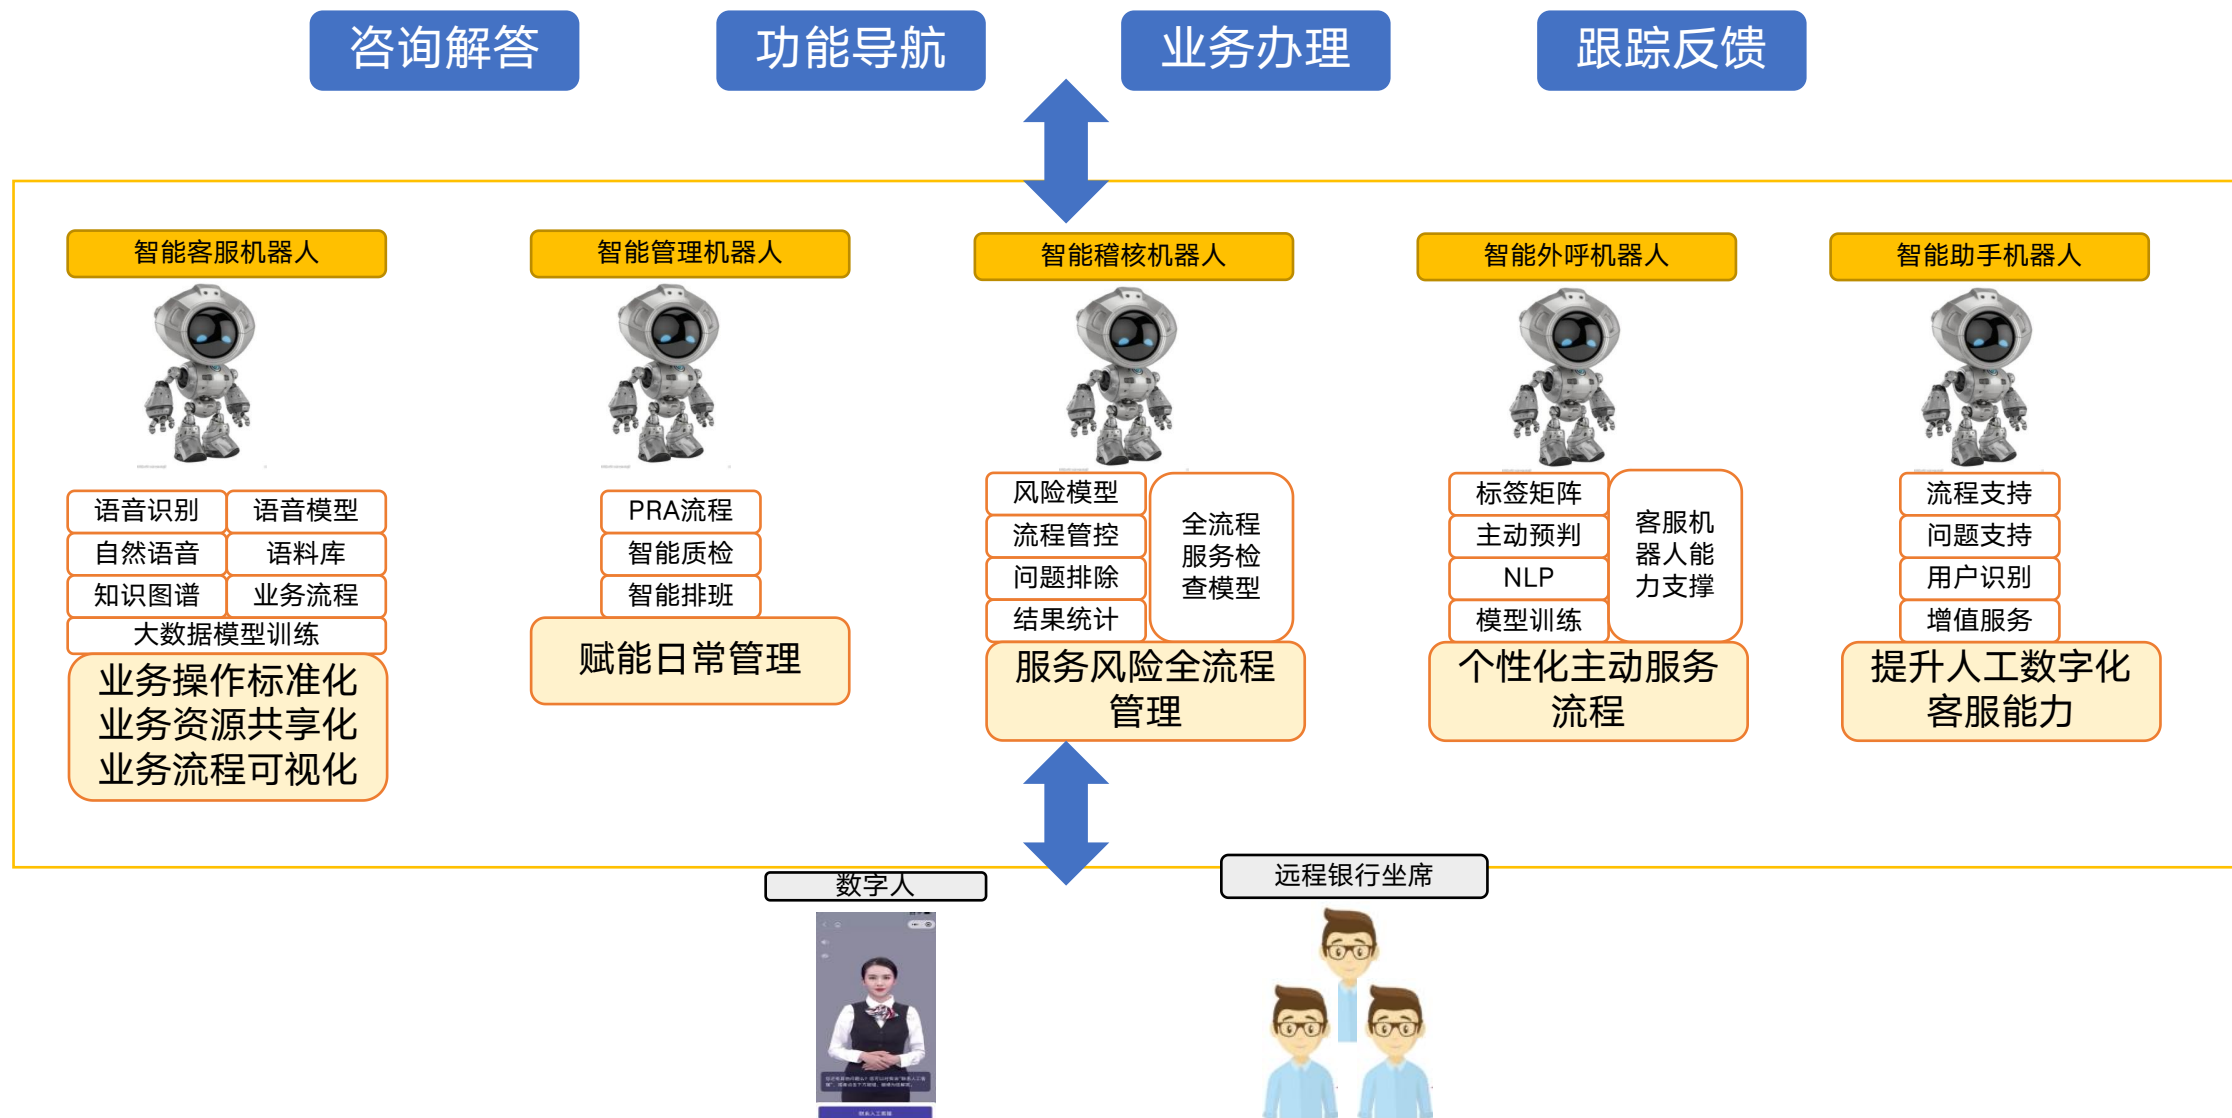 咨询解答
功能导航
业务办理
跟踪反馈
智能客服机器人
智能管理机器人
智能稽核机器人
智能外呼机器人
智能助手机器人
语音识别
语音模型
自然语音
语料库
知识图谱
业务流程
大数据模型训练
业务操作标准化
业务资源共享化
业务流程可视化
PRA流程
智能质检
智能排班
赋能日常管理
风险模型
流程管控
问题排除
结果统计
全流程
服务检
查模型
服务风险全流程
管理
标签矩阵
主动预判
NLP
模型训练
客服机
器人能
力支撑
个性化主动服务
流程
流程支持
问题支持
用户识别
增值服务
提升人工数字化
客服能力
数字人
远程银行坐席